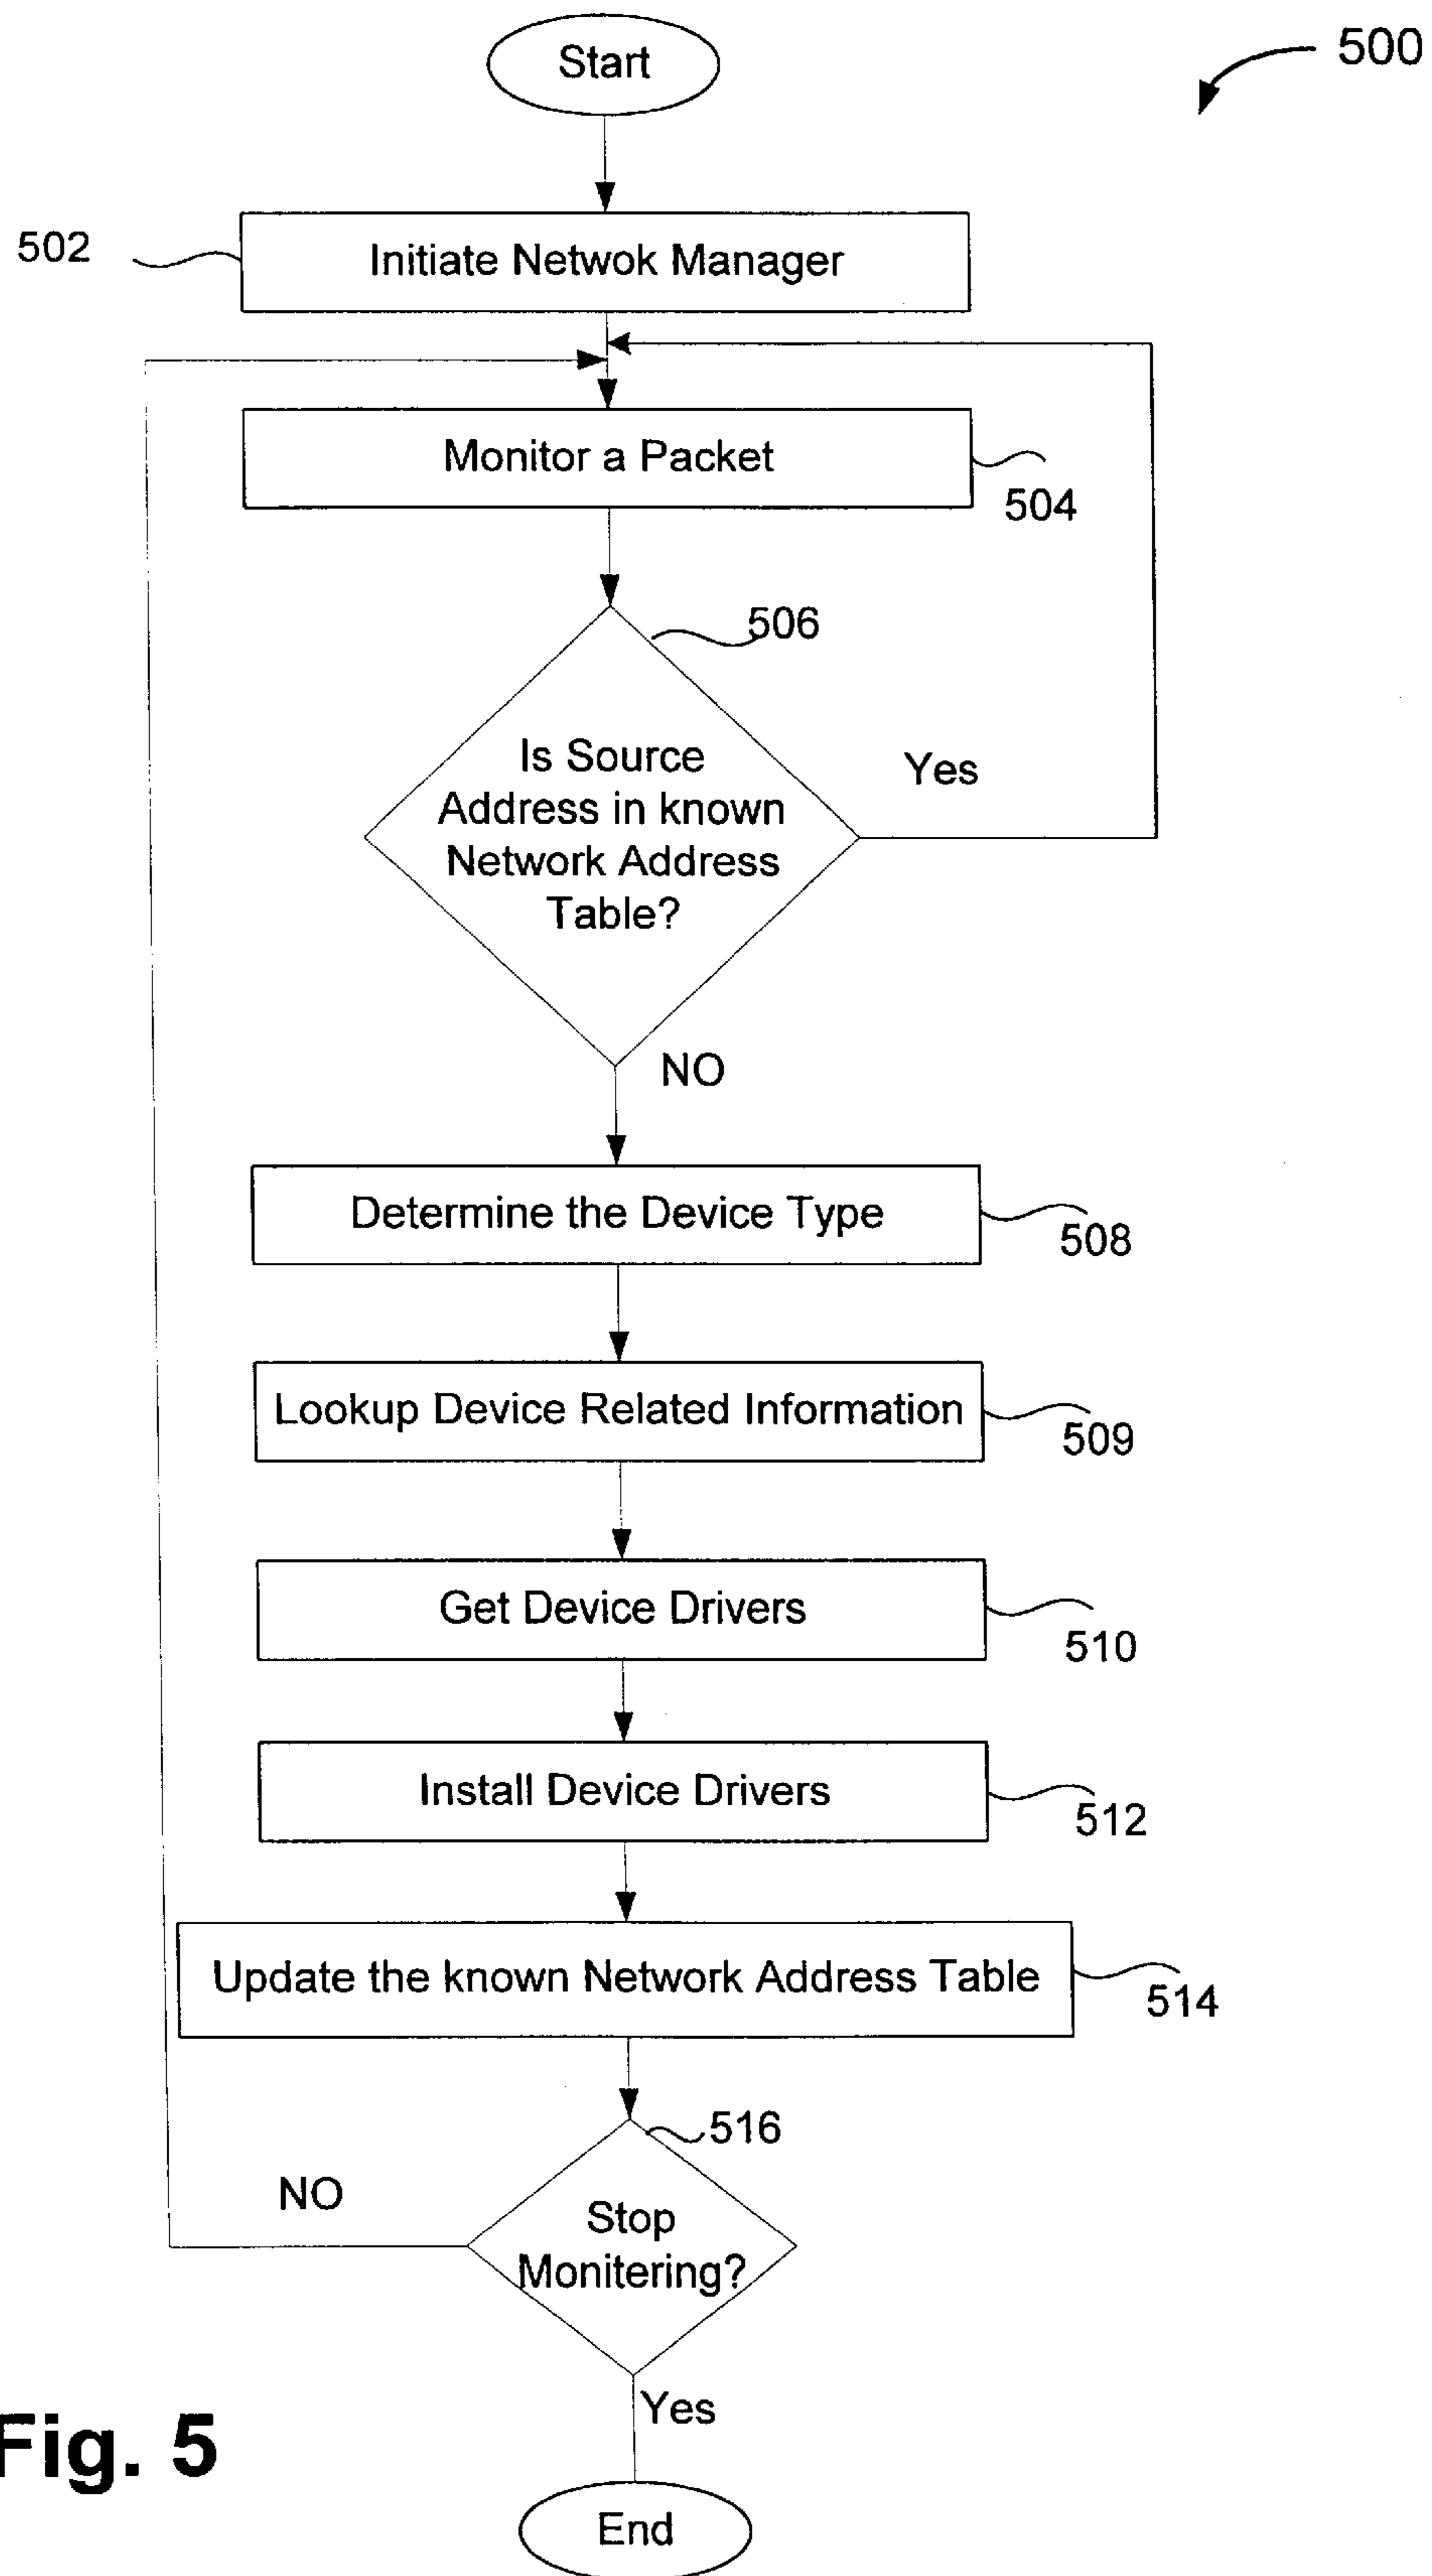 Start
500
502
Initiate Netwok Manager
Monitor a Packet
504
506
Is Source
Address in known
Network Address
Table?
Yes
NO
Determine the Device Type
508
Lookup Device Related Information
509
Get Device Drivers
510
Install Device Drivers
512
Update the known Network Address Table
514
516
NO
Stop
Monitering?
Yes
Fig. 5
End